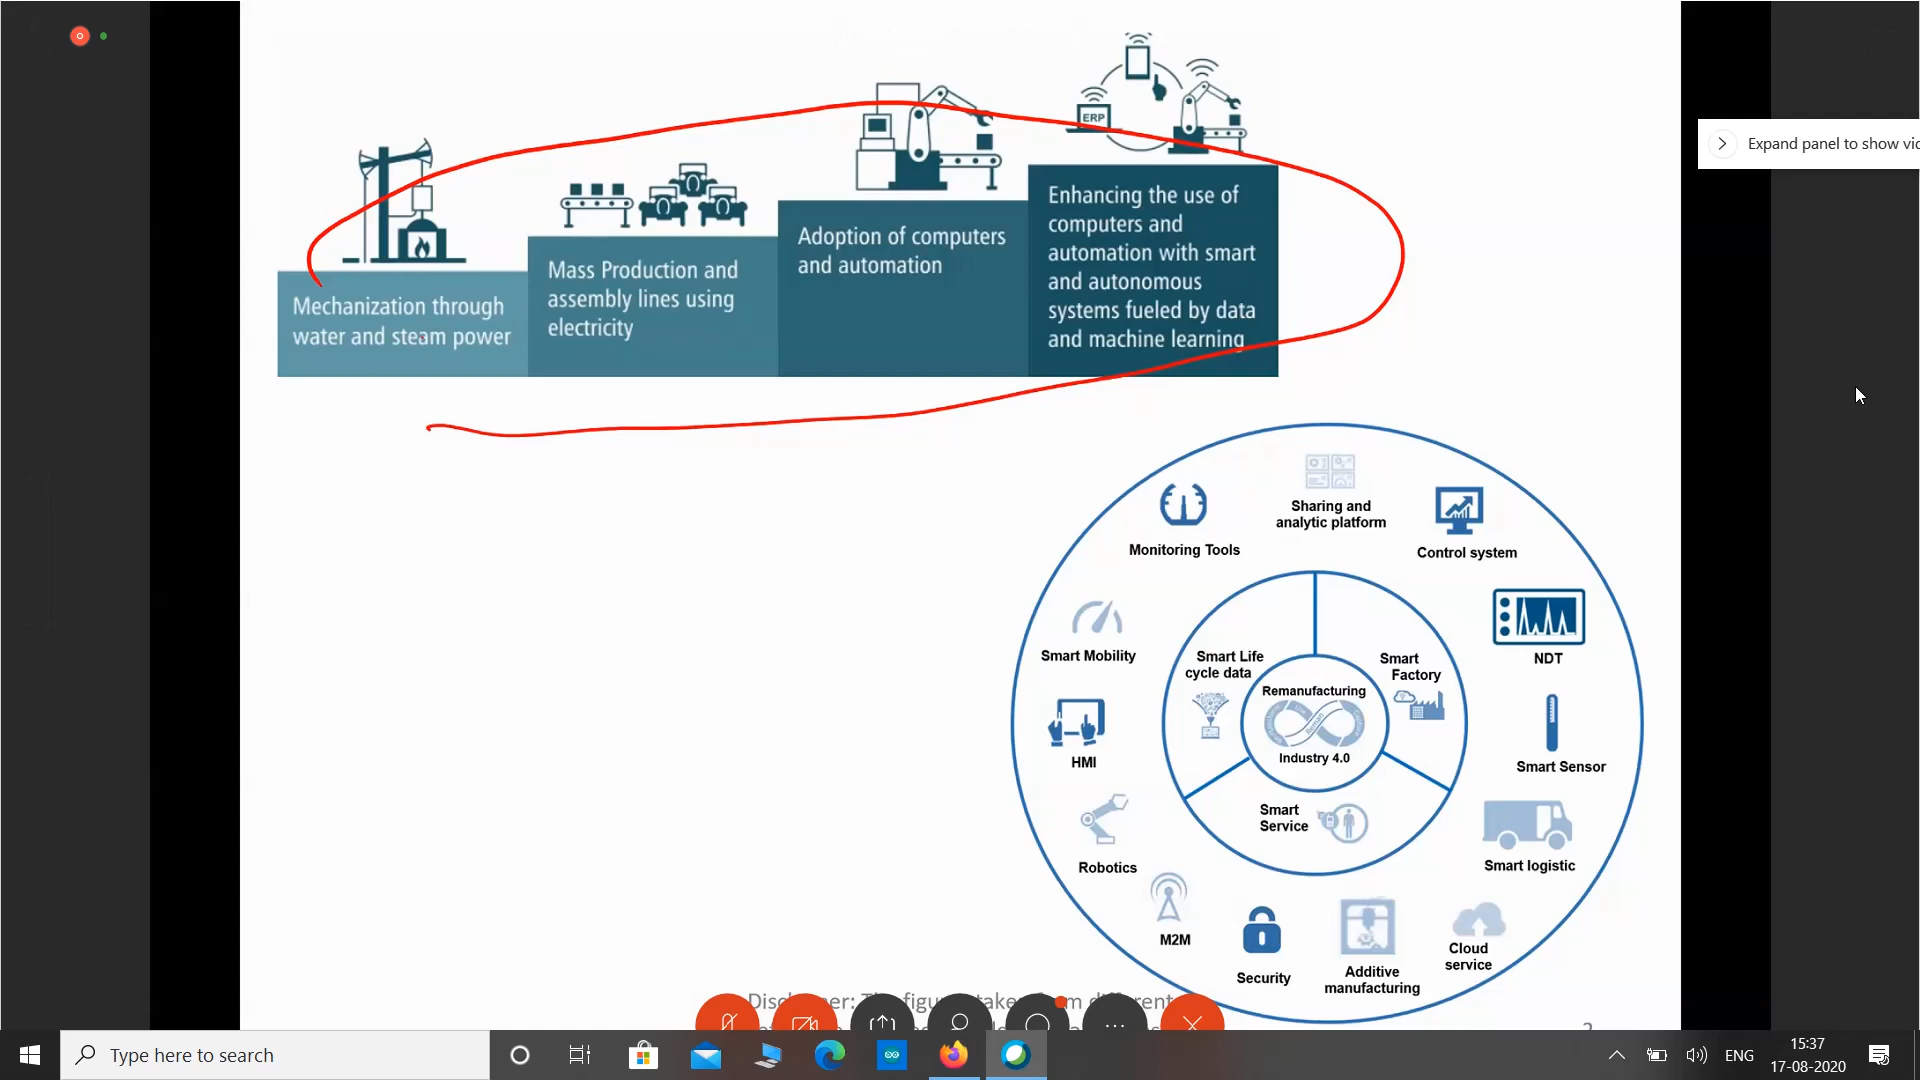 Expand panel to show vic
ERP
Mechanization through
water and steam power
Mass Production and
assembly lines using
electricity
Adoption of computers
and automation
Enhancing the use of
computers and
automation with smart
and autonomous
systems fueled by data
and machine learning
Sharing and
analytic platform
Monitoring Tools
Control system
Smart Mobility
NDT
Smart Life
cycle data
Smart
Factory
Remanufacturing
Reman
Industry 4.0
HMI
Smart Sensor
Smart
Service
Robotics
Smart logistic
M2M
Security
Additive
manufacturing
Cloud
service
Type here to search
ENG
15:37
17-08-2020